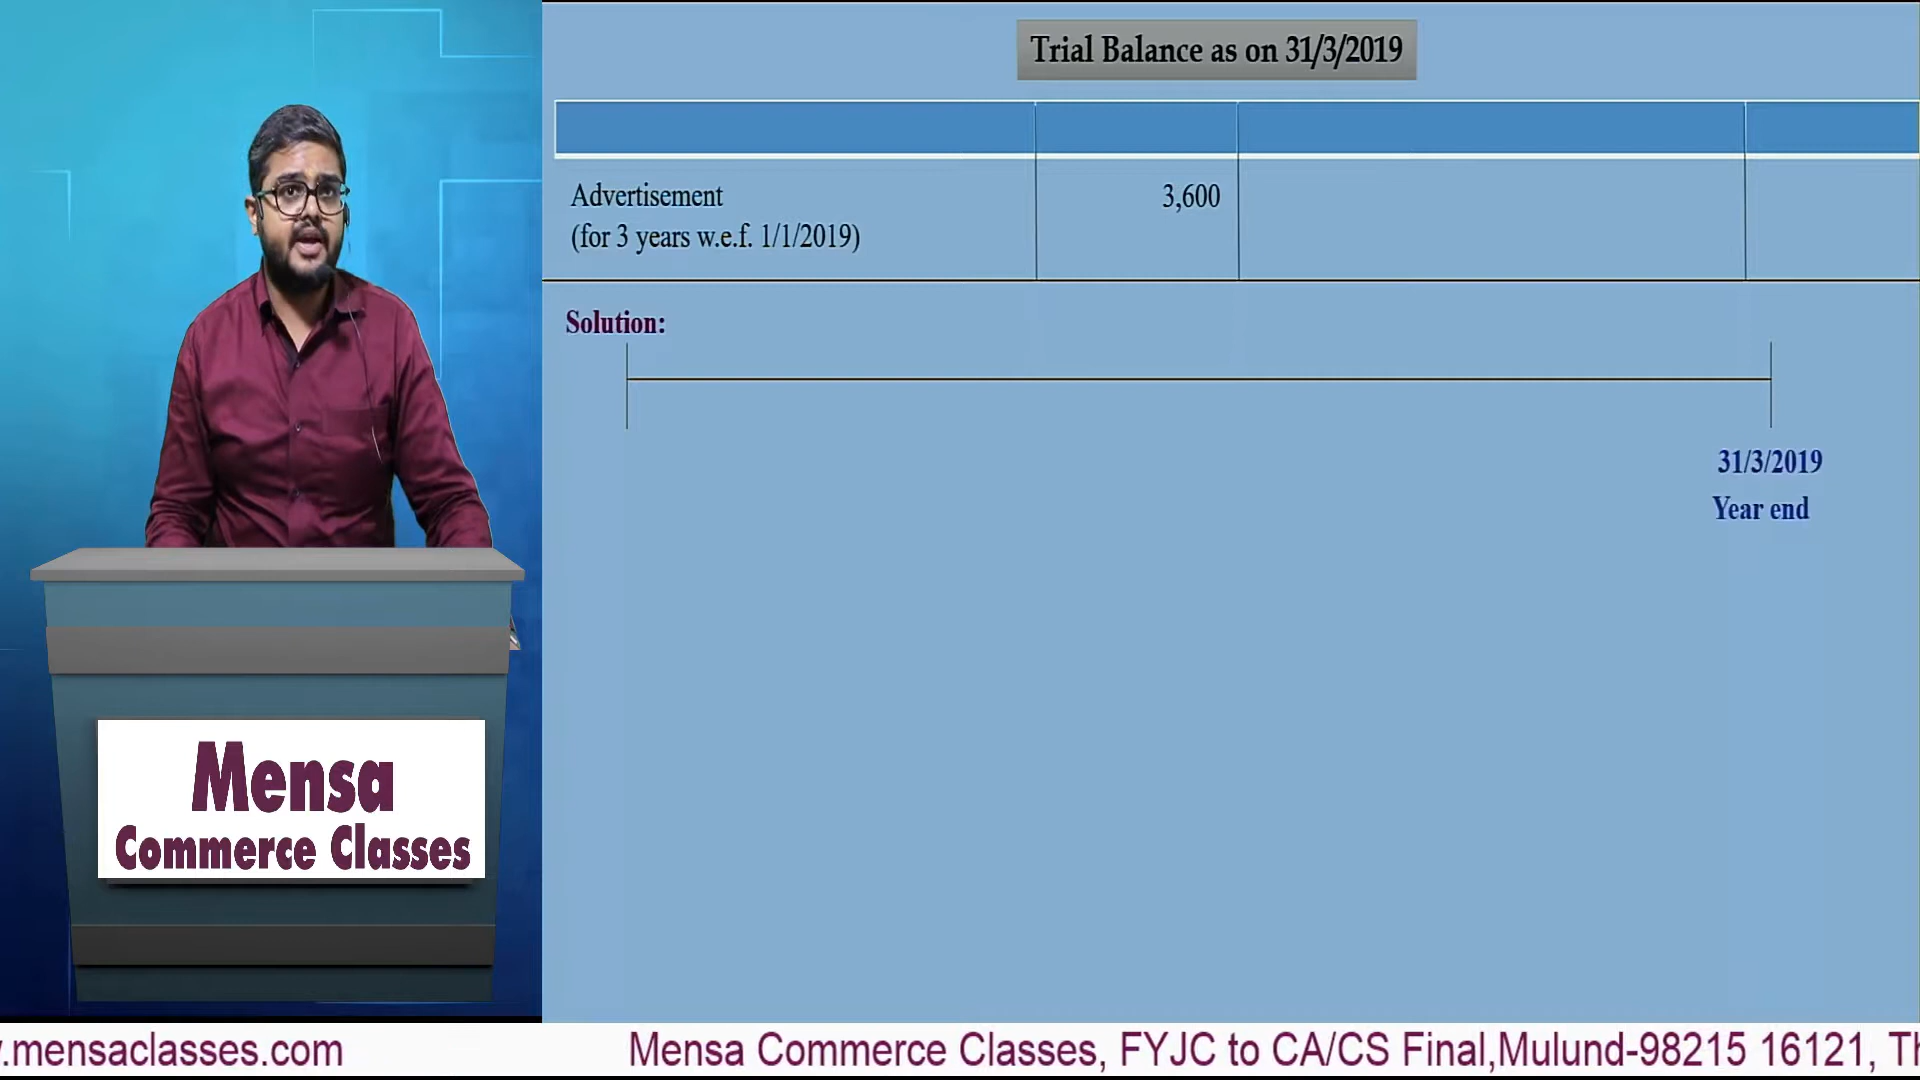 Trial Balance as on 31/3/2019
Advertisement
3,600
(for 3 years w.e.f. 1/1/2019)
Solution:
31/3/2019
Year end
Mensa
Commerce Classes
.mensaclasses.com
Mensa Commerce Classes, FYJC to CA/CS Final,Mulund-98215 16121,